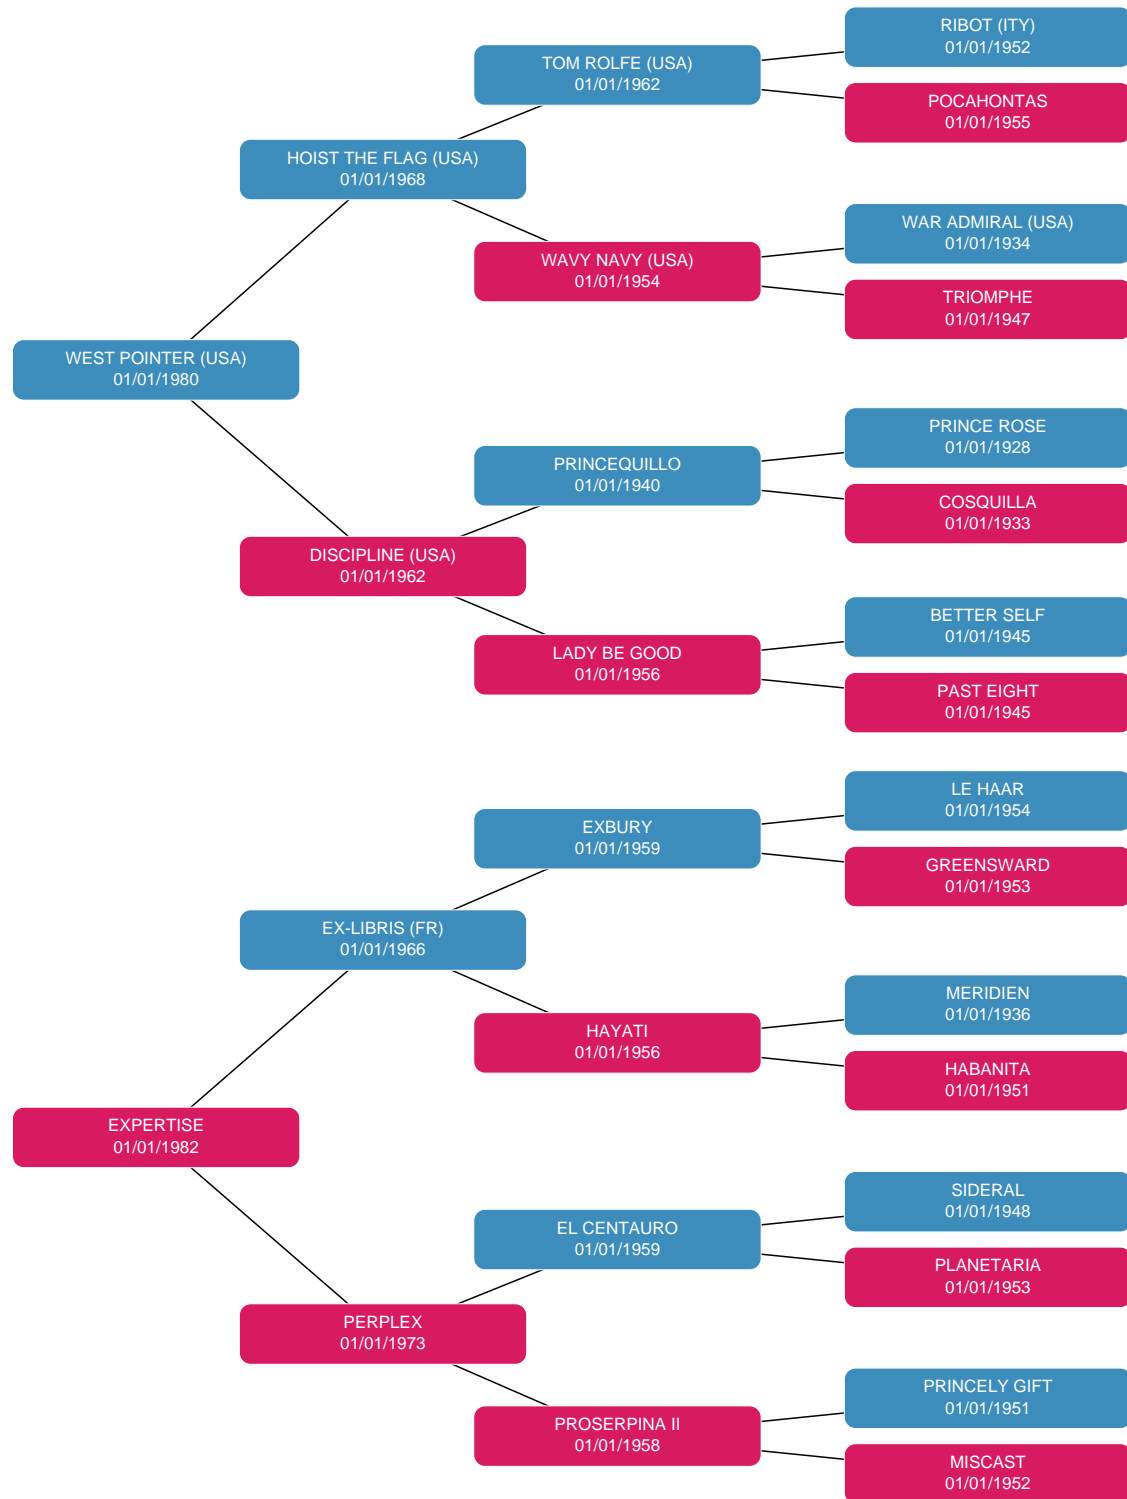 RIBOT (ITY)
01/01/1952
TOM ROLFE (USA)
01/01/1962
POCAHONTAS
01/01/1955
HOIST THE FLAG (USA)
01/01/1968
WAR ADMIRAL (USA)
01/01/1934
WAVY NAVY (USA)
01/01/1954
TRIOMPHE
01/01/1947
WEST POINTER (USA)
01/01/1980
PRINCE ROSE
01/01/1928
PRINCEQUILLO
01/01/1940
COSQUILLA
01/01/1933
DISCIPLINE (USA)
01/01/1962
BETTER SELF
01/01/1945
LADY BE GOOD
01/01/1956
PAST EIGHT
01/01/1945
LE HAAR
01/01/1954
EXBURY
01/01/1959
GREENSWARD
01/01/1953
EX-LIBRIS (FR)
01/01/1966
MERIDIEN
01/01/1936
HAYATI
01/01/1956
HABANITA
01/01/1951
EXPERTISE
01/01/1982
SIDERAL
01/01/1948
EL CENTAURO
01/01/1959
PLANETARIA
01/01/1953
PERPLEX
01/01/1973
PRINCELY GIFT
01/01/1951
PROSERPINA II
01/01/1958
MISCAST
01/01/1952